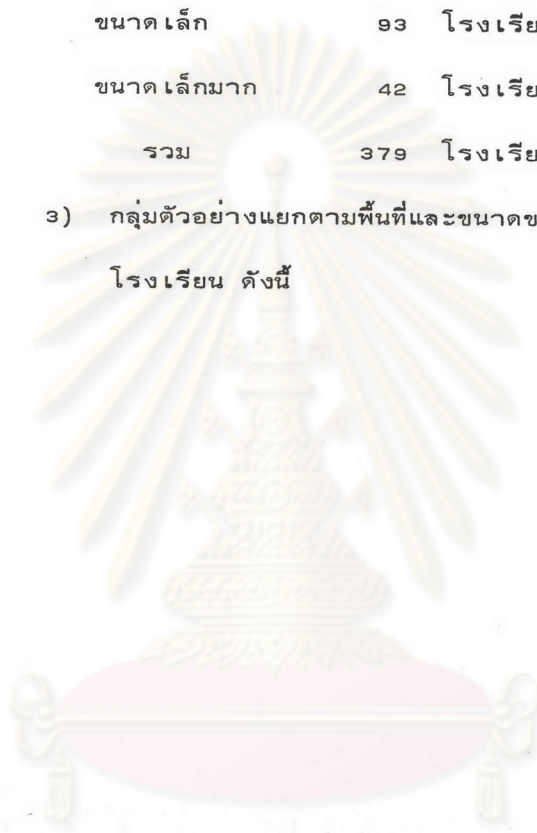 ขนาดเล็ก 93 โรงเรีย
ขนาดเล็กมาก 42 โรงเรีย
รวม 379 โรงเรีย
3) กลุ่มตัวอย่างแยกตามพื้นที่และขนาดข
โรงเรียน ดังนี้